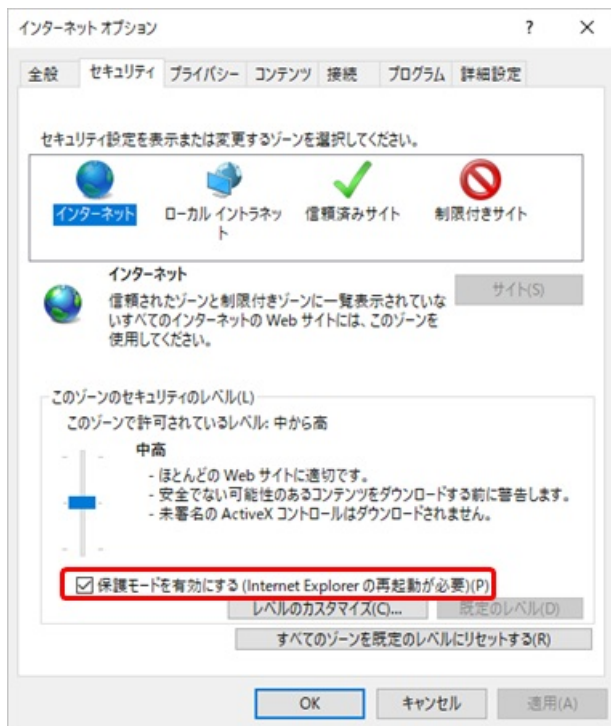 インターネット オプション
?
×
全般 セキュリティ プライバシー コンテンツ 接続 プログラム 詳細設定
セキュリティ設定を表示または変更するゾーンを選択してください。
インターネット
ローカル イントラネッ
ト
信頼済みサイト
制限付きサイト
インターネット
信頼されたゾーンと制限付きゾーンに一覧表示されていな
いすべてのインターネットの Web サイトには、このゾーンを
使用してください。
サイト(S)
このゾーンのセキュリティのレベル(L)
このゾーンで許可されているレベル: 中から高
中高
- ほとんどの Web サイトに適切です。
- 安全でない可能性のあるコンテンツをダウンロードする前に警告します。
- 未署名の ActiveX コントロールはダウンロードされません。
保護モードを有効にする (Internet Explorer の再起動が必要)(P)
レベルのカスタマイズ(C)... 既定のレベル(D)
すべてのゾーンを既定のレベルにリセットする(R)
OK キャンセル 適用(A)